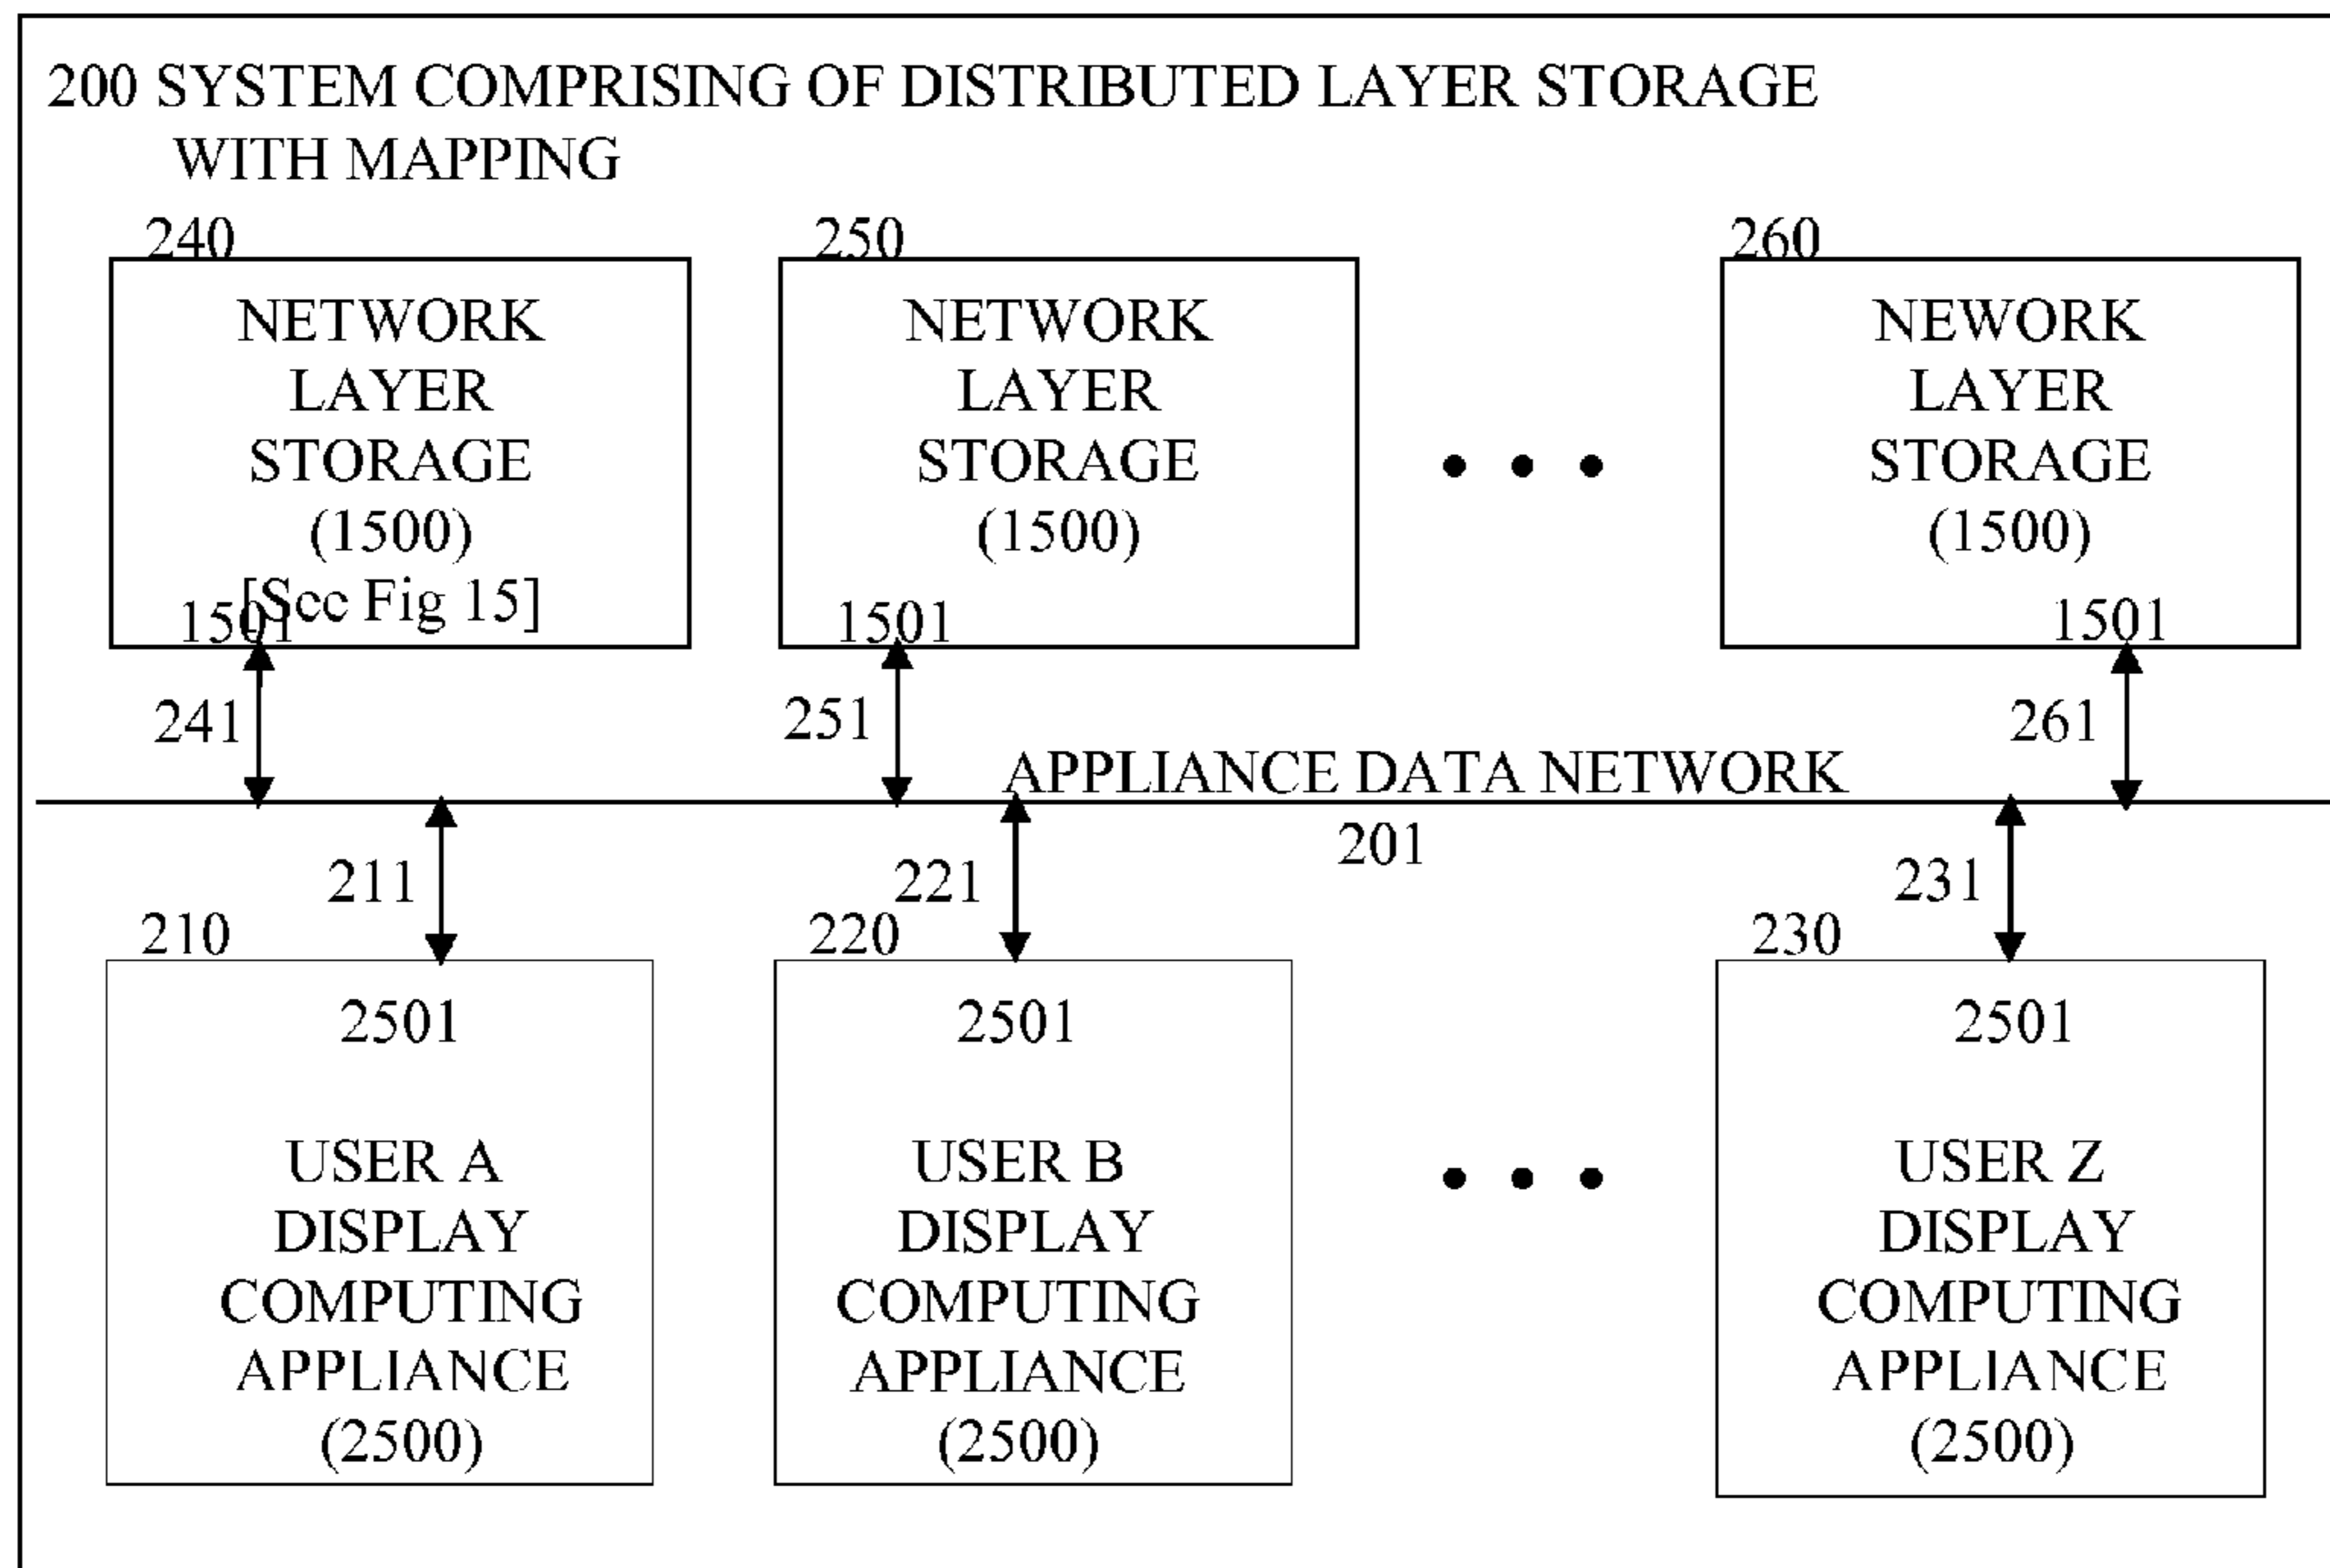 200 SYSTEM COMPRISING OF DISTRIBUTED LAYER STORAGE
WITH MAPPING
240
NETWORK
LAYER
STORAGE
(1500)
[See Fig 15]
1501
250
NETWORK
LAYER
STORAGE
(1500)
1501
260
NEWORK
LAYER
STORAGE
(1500)
1501
241
251
261
APPLIANCE DATA NETWORK
201
211
221
231
210
2501
USER A
DISPLAY
COMPUTING
APPLIANCE
(2500)
220
2501
USER B
DISPLAY
COMPUTING
APPLIANCE
(2500)
230
2501
USER Z
DISPLAY
COMPUTING
APPLIANCE
(2500)